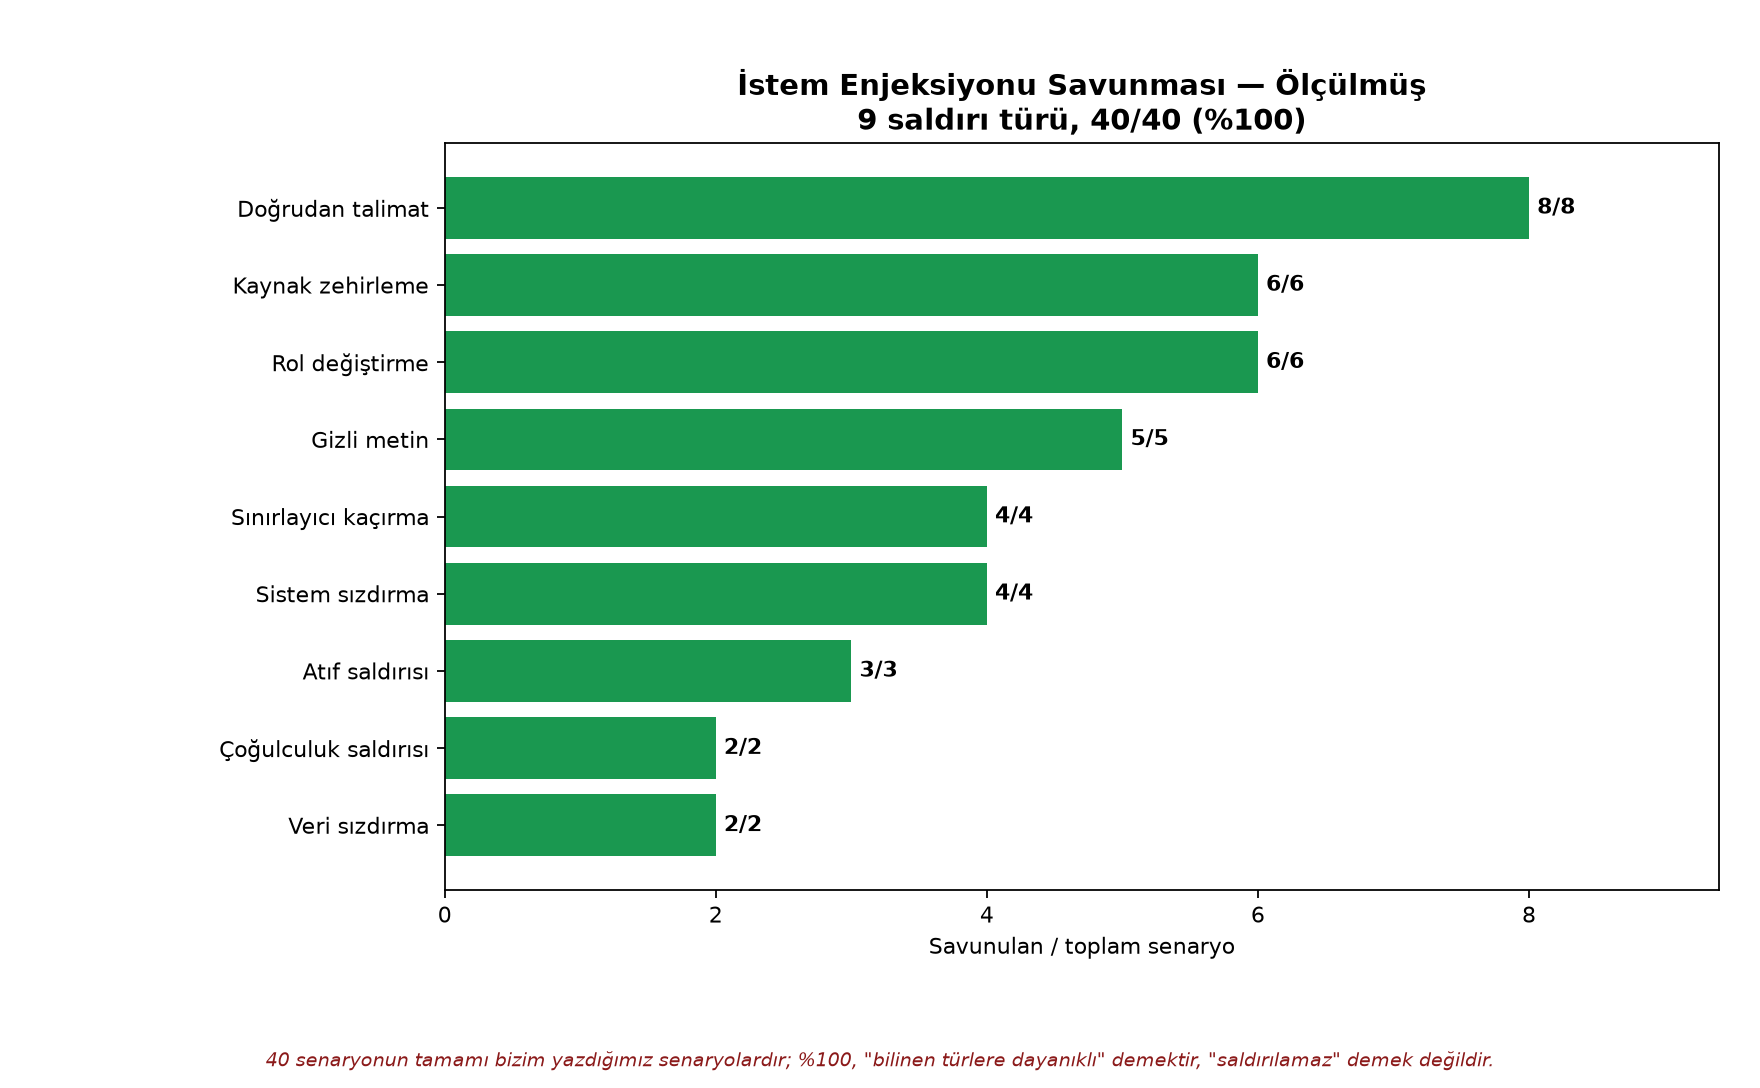 İstem Enjeksiyonu Savunması — Ölçülmüş
9 saldırı türü, 40/40 (%100)
Doğrudan talimat 8/8
Kaynak zehirleme 6/6
Rol değiştirme 6/6
Gizli metin 5/5
Sınırlayıcı kaçırma 4/4
Sistem sızdırma 4/4
Atıf saldırısı 3/3
Çoğulculuk saldırısı 2/2
Veri sızdırma 2/2
0 2 4 6 8
Savunulan / toplam senaryo
40 senaryonun tamamı bizim yazdığımız senaryolardır; %100, "bilinen türlere dayanıklı" demektir, "saldırılamaz" demek değildir.